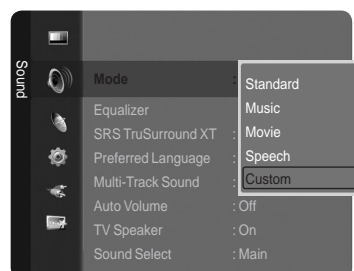 Sound
Mode :
Standard
Music
Movie
Speech
Custom
Equalizer
SRS TruSurround XT :
Preferred Language :
Multi-Track Sound :
Auto Volume : Off
TV Speaker : On
Sound Select : Main